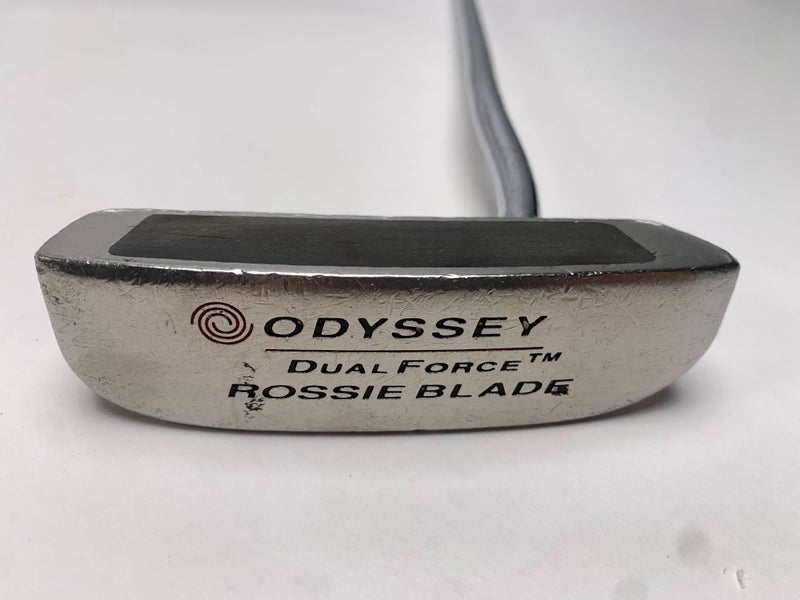 ODYSSEY
DUAL FORCE™
ROSSIE BLADE